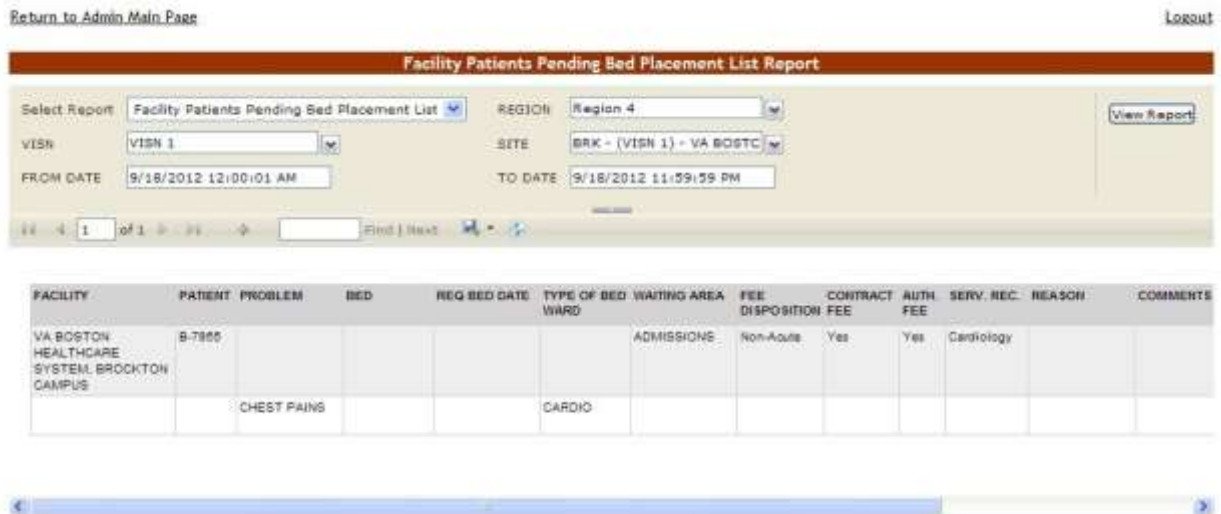 Return to Admin Main Page Logout
Facility Patients Pending Bed Placement List Report
Select Report Facility Patients Pending Bed Placement List REGION Region 4 View Report
VISN VISN 1 SITE BRK - (VISN 1) - VA BOSTC
FROM DATE 9/18/2012 12:00:01 AM TO DATE 9/18/2012 11:59:59 PM
1 of 1 Find | Next
FACILITY PATIENT PROBLEM BED REQ BED DATE TYPE OF BED WAITING AREA FEE CONTRACT AUTH. SERV. REC. REASON COMMENTS
WARD DISPOSITION FEE FEE
VA BOSTON B-7865 ADMISSIONS Non-Acute Yes Yes Cardiology
HEALTHCARE
SYSTEM, BROCKTON
CAMPUS
CHEST PAINS CARDIO